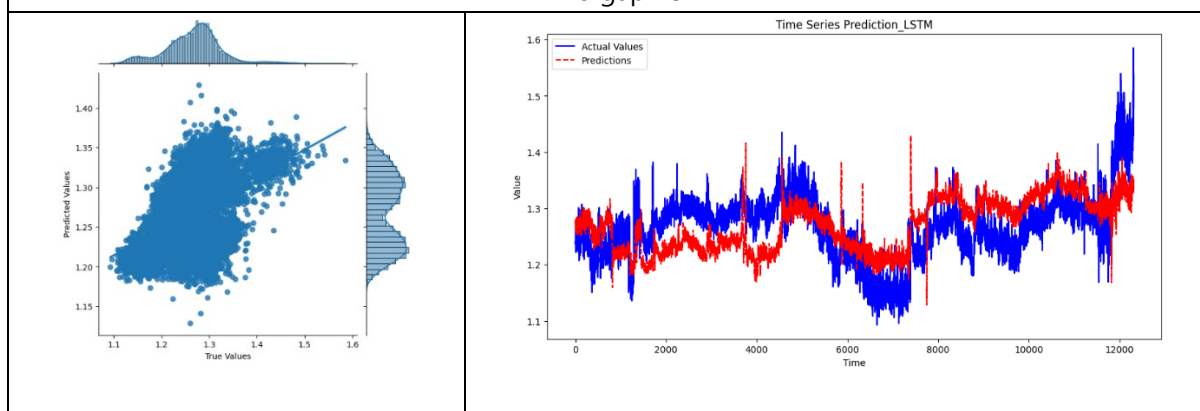 1.40
1.35
1.30
1.25
1.20
1.15
Predicted Values
1.1 1.2 1.3 1.4 1.5 1.6
True Values
Time Series Prediction_LSTM
Actual Values
Predictions
1.6
1.5
1.4
1.3
1.2
1.1
Value
0 2000 4000 6000 8000 10000 12000
Time